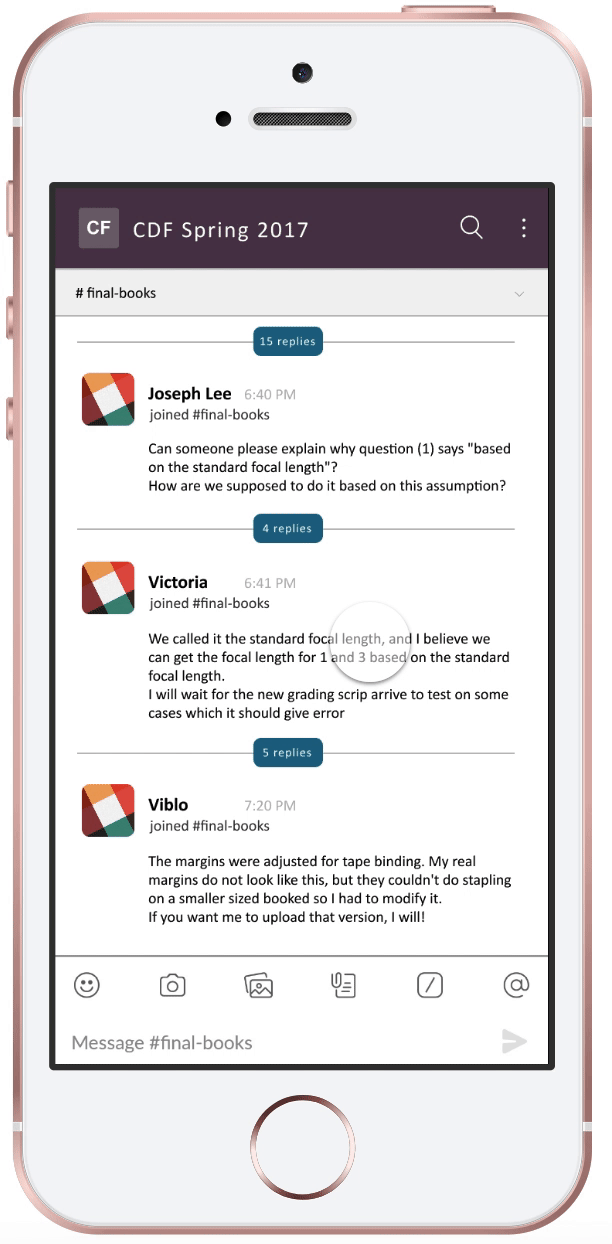 CF CDF Spring 2017
# final-books
15 replies
Joseph Lee 6:40 PM
joined #final-books
Can someone please explain why question (1) says "based
on the standard focal length"?
How are we supposed to do it based on this assumption?
4 replies
Victoria 6:41 PM
joined #final-books
We called it the standard focal length, and I believe we
can get the focal length for 1 and 3 based on the standard
focal length.
I will wait for the new grading scrip arrive to test on some
cases which it should give error
5 replies
Viblo 7:20 PM
joined #final-books
The margins were adjusted for tape binding. My real
margins do not look like this, but they couldn't do stapling
on a smaller sized booked so I had to modify it.
If you want me to upload that version, I will!
Message #final-books